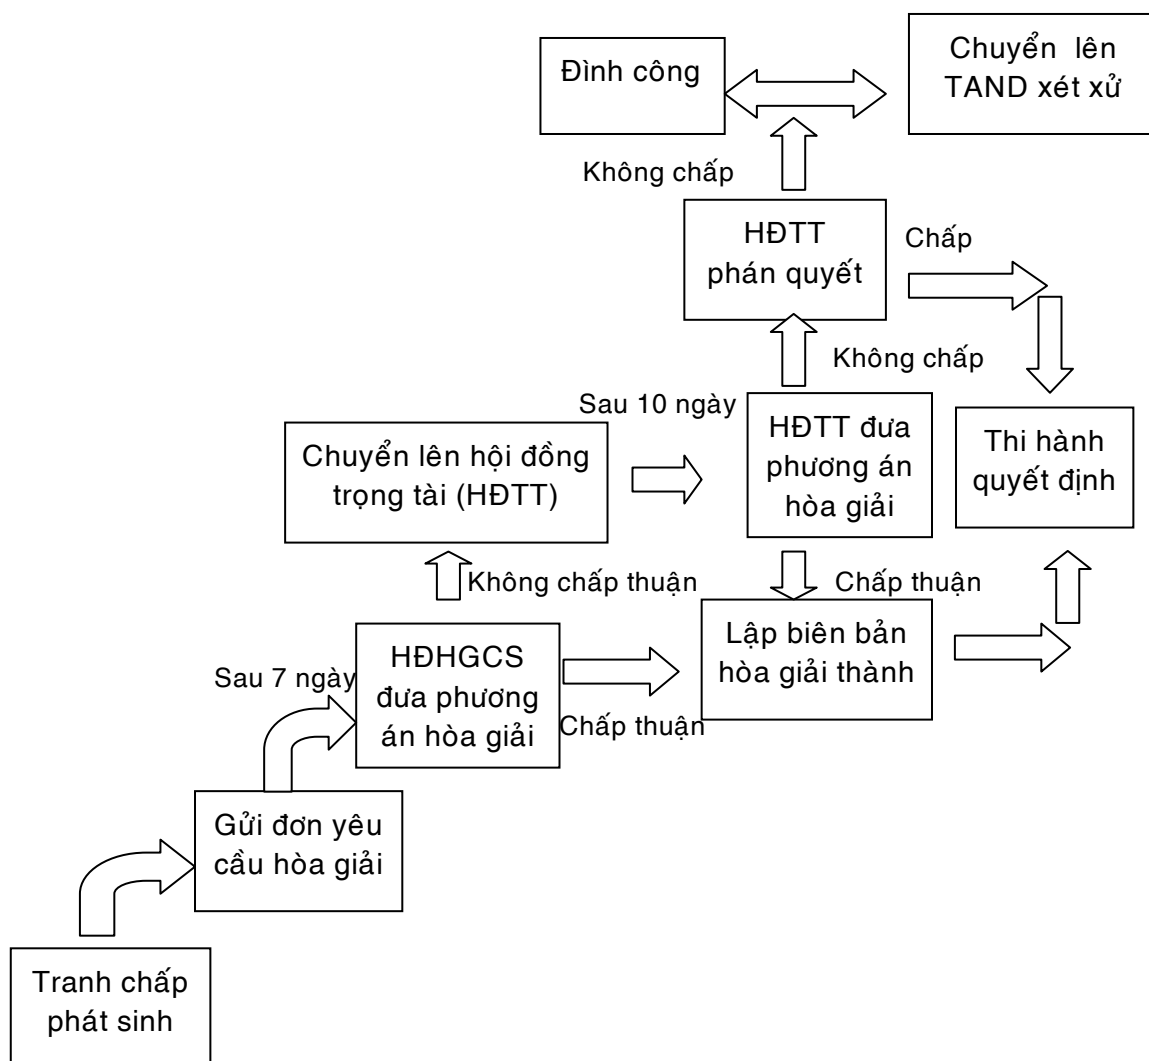 Đình công
Chuyển lên
TAND xét xử
Không chấp
HĐTT
phán quyết
Chấp
Không chấp
Sau 10 ngày
Chuyển lên hội đồng
trọng tài (HĐTT)
HĐTT đưa
phương án
hòa giải
Thi hành
quyết định
Không chấp thuận
Chấp thuận
HĐHGCS
đưa phương
án hòa giải
Lập biên bản
hòa giải thành
Sau 7 ngày
Chấp thuận
Gửi đơn yêu
cầu hòa giải
Tranh chấp
phát sinh